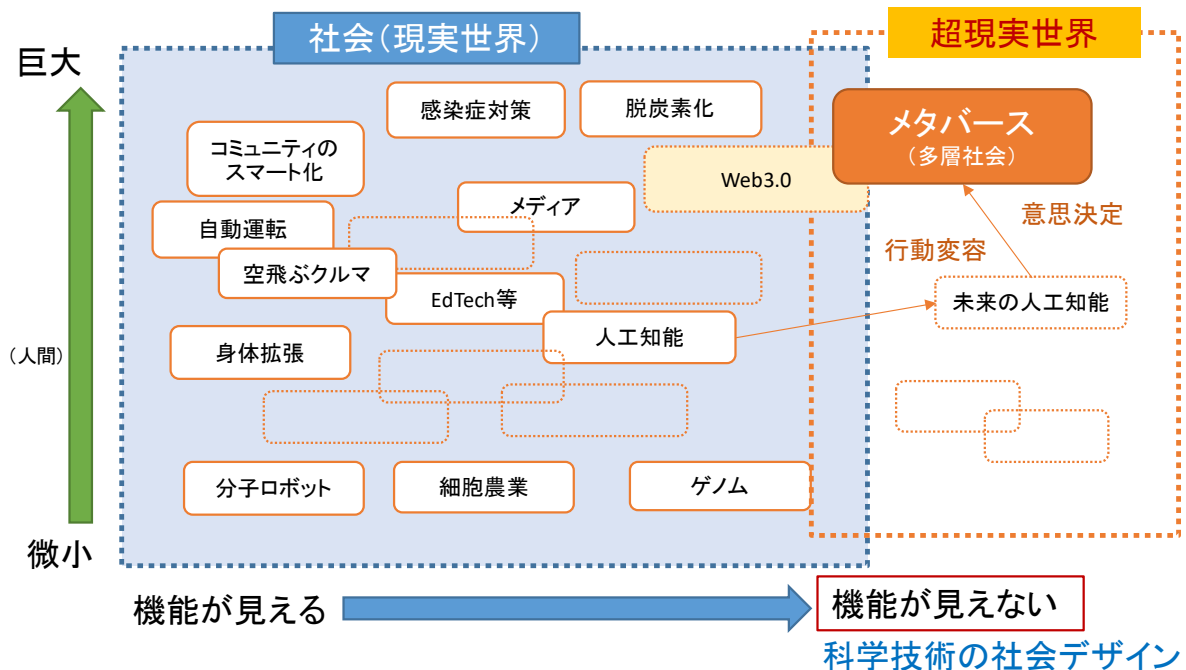 社会（現実世界）
超現実世界
巨大
感染症対策
脱炭素化
メタバース
（多層社会）
コミュニティの
スマート化
Web3.0
メディア
自動運転
意思決定
行動変容
空飛ぶクルマ
EdTech等
未来の人工知能
人工知能
（人間）
身体拡張
分子ロボット
細胞農業
ゲノム
微小
機能が見える
機能が見えない
科学技術の社会デザイン